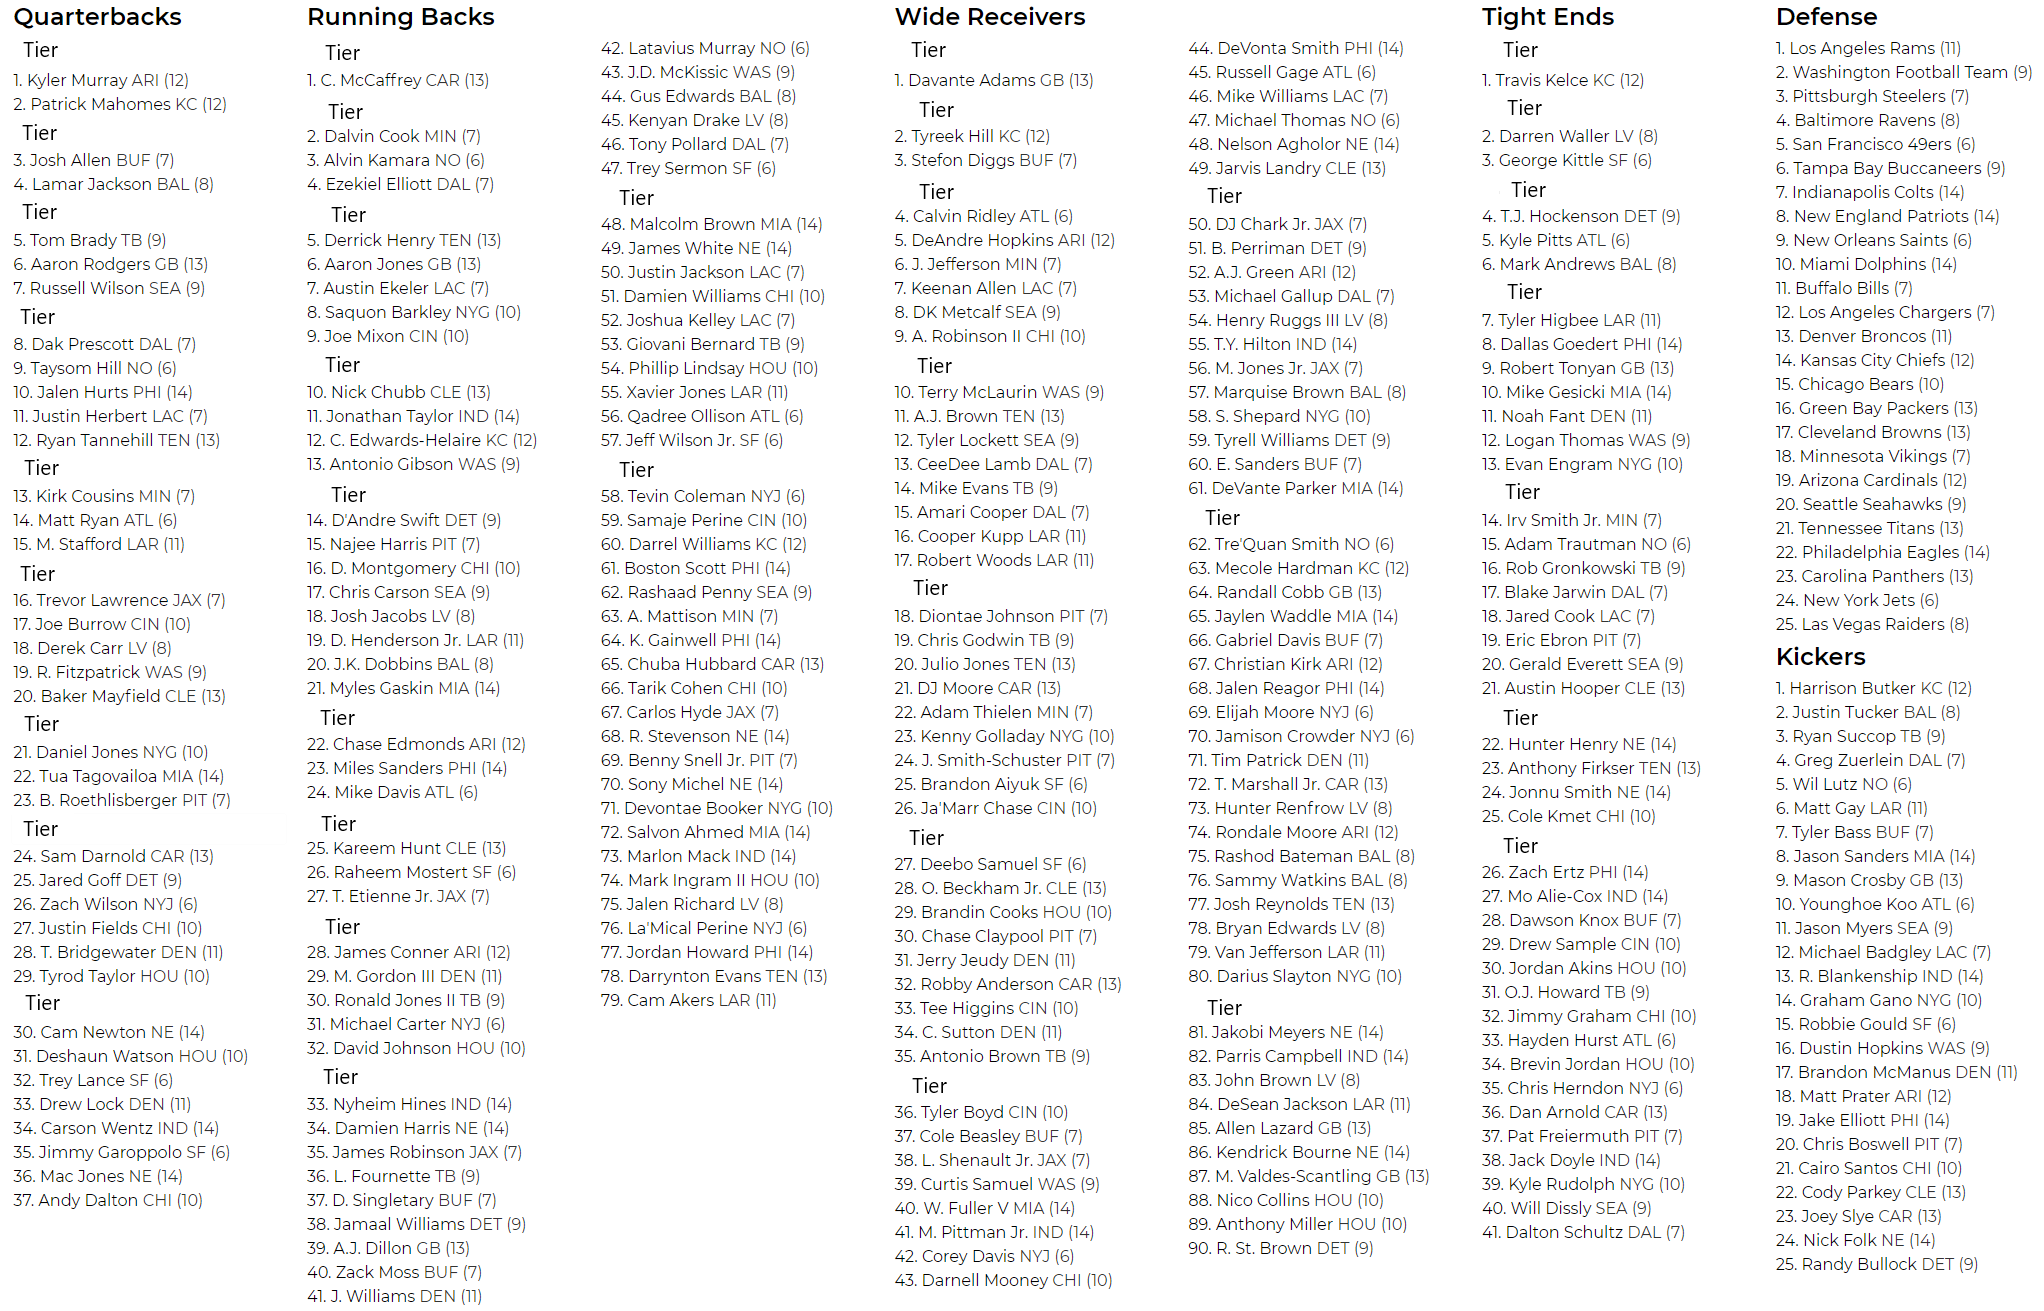 Quarterbacks
Tier
1. Kyler Murray ARI (12)
2. Patrick Mahomes KC (12)
Tier
3. Josh Allen BUF (7)
4. Lamar Jackson BAL (8)
Tier
5. Tom Brady TB (9)
6. Aaron Rodgers GB (13)
7. Russell Wilson SEA (9)
Tier
8. Dak Prescott DAL (7)
9. Taysom Hill NO (6)
10. Jalen Hurts PHI (14)
11. Justin Herbert LAC (7)
12. Ryan Tannehill TEN (13)
Tier
13. Kirk Cousins MIN (7)
14. Matt Ryan ATL (6)
15. M. Stafford LAR (11)
Tier
16. Trevor Lawrence JAX (7)
17. Joe Burrow CIN (10)
18. Derek Carr LV (8)
19. R. Fitzpatrick WAS (9)
20. Baker Mayfield CLE (13)
Tier
21. Daniel Jones NYG (10)
22. Tua Tagovailoa MIA (14)
23. B. Roethlisberger PIT (7)
Tier
24. Sam Darnold CAR (13)
25. Jared Goff DET (9)
26. Zach Wilson NYJ (6)
27. Justin Fields CHI (10)
28. T. Bridgewater DEN (11)
29. Tyrod Taylor HOU (10)
Tier
30. Cam Newton NE (14)
31. Deshaun Watson HOU (10)
32. Trey Lance SF (6)
33. Drew Lock DEN (11)
34. Carson Wentz IND (14)
35. Jimmy Garoppolo SF (6)
36. Mac Jones NE (14)
37. Andy Dalton CHI (10)
Running Backs
Tier
1. C. McCaffrey CAR (13)
Tier
2. Dalvin Cook MIN (7)
3. Alvin Kamara NO (6)
4. Ezekiel Elliott DAL (7)
Tier
5. Derrick Henry TEN (13)
6. Aaron Jones GB (13)
7. Austin Ekeler LAC (7)
8. Saquon Barkley NYG (10)
9. Joe Mixon CIN (10)
Tier
10. Nick Chubb CLE (13)
11. Jonathan Taylor IND (14)
12. C. Edwards-Helaire KC (12)
13. Antonio Gibson WAS (9)
Tier
14. D'Andre Swift DET (9)
15. Najee Harris PIT (7)
16. D. Montgomery CHI (10)
17. Chris Carson SEA (9)
18. Josh Jacobs LV (8)
19. D. Henderson Jr. LAR (11)
20. J.K. Dobbins BAL (8)
21. Myles Gaskin MIA (14)
Tier
22. Chase Edmonds ARI (12)
23. Miles Sanders PHI (14)
24. Mike Davis ATL (6)
Tier
25. Kareem Hunt CLE (13)
26. Raheem Mostert SF (6)
27. T. Etienne Jr. JAX (7)
Tier
28. James Conner ARI (12)
29. M. Gordon III DEN (11)
30. Ronald Jones II TB (9)
31. Michael Carter NYJ (6)
32. David Johnson HOU (10)
Tier
33. Nyheim Hines IND (14)
34. Damien Harris NE (14)
35. James Robinson JAX (7)
36. L. Fournette TB (9)
37. D. Singletary BUF (7)
38. Jamaal Williams DET (9)
39. A.J. Dillon GB (13)
40. Zack Moss BUF (7)
41. J. Williams DEN (11)
42. Latavius Murray NO (6)
43. J.D. McKissic WAS (9)
44. Gus Edwards BAL (8)
45. Kenyan Drake LV (8)
46. Tony Pollard DAL (7)
47. Trey Sermon SF (6)
Tier
48. Malcolm Brown MIA (14)
49. James White NE (14)
50. Justin Jackson LAC (7)
51. Damien Williams CHI (10)
52. Joshua Kelley LAC (7)
53. Giovani Bernard TB (9)
54. Phillip Lindsay HOU (10)
55. Xavier Jones LAR (11)
56. Qadree Ollison ATL (6)
57. Jeff Wilson Jr. SF (6)
Tier
58. Tevin Coleman NYJ (6)
59. Samaje Perine CIN (10)
60. Darrel Williams KC (12)
61. Boston Scott PHI (14)
62. Rashaad Penny SEA (9)
63. A. Mattison MIN (7)
64. K. Gainwell PHI (14)
65. Chuba Hubbard CAR (13)
66. Tarik Cohen CHI (10)
67. Carlos Hyde JAX (7)
68. R. Stevenson NE (14)
69. Benny Snell Jr. PIT (7)
70. Sony Michel NE (14)
71. Devontae Booker NYG (10)
72. Salvon Ahmed MIA (14)
73. Marlon Mack IND (14)
74. Mark Ingram II HOU (10)
75. Jalen Richard LV (8)
76. La'Mical Perine NYJ (6)
77. Jordan Howard PHI (14)
78. Darrynton Evans TEN (13)
79. Cam Akers LAR (11)
Wide Receivers
Tier
1. Davante Adams GB (13)
Tier
2. Tyreek Hill KC (12)
3. Stefon Diggs BUF (7)
Tier
4. Calvin Ridley ATL (6)
5. DeAndre Hopkins ARI (12)
6. J. Jefferson MIN (7)
7. Keenan Allen LAC (7)
8. DK Metcalf SEA (9)
9. A. Robinson II CHI (10)
Tier
10. Terry McLaurin WAS (9)
11. A.J. Brown TEN (13)
12. Tyler Lockett SEA (9)
13. CeeDee Lamb DAL (7)
14. Mike Evans TB (9)
15. Amari Cooper DAL (7)
16. Cooper Kupp LAR (11)
17. Robert Woods LAR (11)
Tier
18. Diontae Johnson PIT (7)
19. Chris Godwin TB (9)
20. Julio Jones TEN (13)
21. DJ Moore CAR (13)
22. Adam Thielen MIN (7)
23. Kenny Golladay NYG (10)
24. J. Smith-Schuster PIT (7)
25. Brandon Aiyuk SF (6)
26. Ja'Marr Chase CIN (10)
Tier
27. Deebo Samuel SF (6)
28. O. Beckham Jr. CLE (13)
29. Brandin Cooks HOU (10)
30. Chase Claypool PIT (7)
31. Jerry Jeudy DEN (11)
32. Robby Anderson CAR (13)
33. Tee Higgins CIN (10)
34. C. Sutton DEN (11)
35. Antonio Brown TB (9)
Tier
36. Tyler Boyd CIN (10)
37. Cole Beasley BUF (7)
38. L. Shenault Jr. JAX (7)
39. Curtis Samuel WAS (9)
40. W. Fuller V MIA (14)
41. M. Pittman Jr. IND (14)
42. Corey Davis NYJ (6)
43. Darnell Mooney CHI (10)
44. DeVonta Smith PHI (14)
45. Russell Gage ATL (6)
46. Mike Williams LAC (7)
47. Michael Thomas NO (6)
48. Nelson Agholor NE (14)
49. Jarvis Landry CLE (13)
Tier
50. DJ Chark Jr. JAX (7)
51. B. Perriman DET (9)
52. A.J. Green ARI (12)
53. Michael Gallup DAL (7)
54. Henry Ruggs III LV (8)
55. T.Y. Hilton IND (14)
56. M. Jones Jr. JAX (7)
57. Marquise Brown BAL (8)
58. S. Shepard NYG (10)
59. Tyrell Williams DET (9)
60. E. Sanders BUF (7)
61. DeVante Parker MIA (14)
Tier
62. Tre'Quan Smith NO (6)
63. Mecole Hardman KC (12)
64. Randall Cobb GB (13)
65. Jaylen Waddle MIA (14)
66. Gabriel Davis BUF (7)
67. Christian Kirk ARI (12)
68. Jalen Reagor PHI (14)
69. Elijah Moore NYJ (6)
70. Jamison Crowder NYJ (6)
71. Tim Patrick DEN (11)
72. T. Marshall Jr. CAR (13)
73. Hunter Renfrow LV (8)
74. Rondale Moore ARI (12)
75. Rashod Bateman BAL (8)
76. Sammy Watkins BAL (8)
77. Josh Reynolds TEN (13)
78. Bryan Edwards LV (8)
79. Van Jefferson LAR (11)
80. Darius Slayton NYG (10)
Tier
81. Jakobi Meyers NE (14)
82. Parris Campbell IND (14)
83. John Brown LV (8)
84. DeSean Jackson LAR (11)
85. Allen Lazard GB (13)
86. Kendrick Bourne NE (14)
87. M. Valdes-Scantling GB (13)
88. Nico Collins HOU (10)
89. Anthony Miller HOU (10)
90. R. St. Brown DET (9)
Tight Ends
Tier
1. Travis Kelce KC (12)
Tier
2. Darren Waller LV (8)
3. George Kittle SF (6)
Tier
4. T.J. Hockenson DET (9)
5. Kyle Pitts ATL (6)
6. Mark Andrews BAL (8)
Tier
7. Tyler Higbee LAR (11)
8. Dallas Goedert PHI (14)
9. Robert Tonyan GB (13)
10. Mike Gesicki MIA (14)
11. Noah Fant DEN (11)
12. Logan Thomas WAS (9)
13. Evan Engram NYG (10)
Tier
14. Irv Smith Jr. MIN (7)
15. Adam Trautman NO (6)
16. Rob Gronkowski TB (9)
17. Blake Jarwin DAL (7)
18. Jared Cook LAC (7)
19. Eric Ebron PIT (7)
20. Gerald Everett SEA (9)
21. Austin Hooper CLE (13)
Tier
22. Hunter Henry NE (14)
23. Anthony Firkser TEN (13)
24. Jonnu Smith NE (14)
25. Cole Kmet CHI (10)
Tier
26. Zach Ertz PHI (14)
27. Mo Alie-Cox IND (14)
28. Dawson Knox BUF (7)
29. Drew Sample CIN (10)
30. Jordan Akins HOU (10)
31. O.J. Howard TB (9)
32. Jimmy Graham CHI (10)
33. Hayden Hurst ATL (6)
34. Brevin Jordan HOU (10)
35. Chris Herndon NYJ (6)
36. Dan Arnold CAR (13)
37. Pat Freiermuth PIT (7)
38. Jack Doyle IND (14)
39. Kyle Rudolph NYG (10)
40. Will Dissly SEA (9)
41. Dalton Schultz DAL (7)
Defense
1. Los Angeles Rams (11)
2. Washington Football Team (9)
3. Pittsburgh Steelers (7)
4. Baltimore Ravens (8)
5. San Francisco 49ers (6)
6. Tampa Bay Buccaneers (9)
7. Indianapolis Colts (14)
8. New England Patriots (14)
9. New Orleans Saints (6)
10. Miami Dolphins (14)
11. Buffalo Bills (7)
12. Los Angeles Chargers (7)
13. Denver Broncos (11)
14. Kansas City Chiefs (12)
15. Chicago Bears (10)
16. Green Bay Packers (13)
17. Cleveland Browns (13)
18. Minnesota Vikings (7)
19. Arizona Cardinals (12)
20. Seattle Seahawks (9)
21. Tennessee Titans (13)
22. Philadelphia Eagles (14)
23. Carolina Panthers (13)
24. New York Jets (6)
25. Las Vegas Raiders (8)
Kickers
1. Harrison Butker KC (12)
2. Justin Tucker BAL (8)
3. Ryan Succop TB (9)
4. Greg Zuerlein DAL (7)
5. Wil Lutz NO (6)
6. Matt Gay LAR (11)
7. Tyler Bass BUF (7)
8. Jason Sanders MIA (14)
9. Mason Crosby GB (13)
10. Younghoe Koo ATL (6)
11. Jason Myers SEA (9)
12. Michael Badgley LAC (7)
13. R. Blankenship IND (14)
14. Graham Gano NYG (10)
15. Robbie Gould SF (6)
16. Dustin Hopkins WAS (9)
17. Brandon McManus DEN (11)
18. Matt Prater ARI (12)
19. Jake Elliott PHI (14)
20. Chris Boswell PIT (7)
21. Cairo Santos CHI (10)
22. Cody Parkey CLE (13)
23. Joey Slye CAR (13)
24. Nick Folk NE (14)
25. Randy Bullock DET (9)